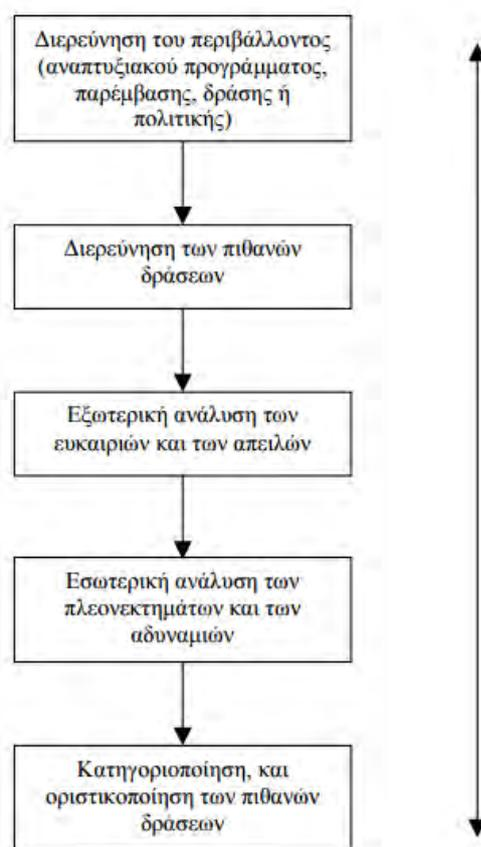 Διερεύνηση του περιβάλλοντος
(αναπτυξιακού προγράμματος,
παρέμβασης, δράσης ή
πολιτικής)
Διερεύνηση των πιθανών
δράσεων
Εξωτερική ανάλυση των
ευκαιριών και των απειλών
Εσωτερική ανάλυση των
πλεονεκτημάτων και των
αδυναμιών
Κατηγοριοποίηση, και
οριστικοποίηση των πιθανών
δράσεων